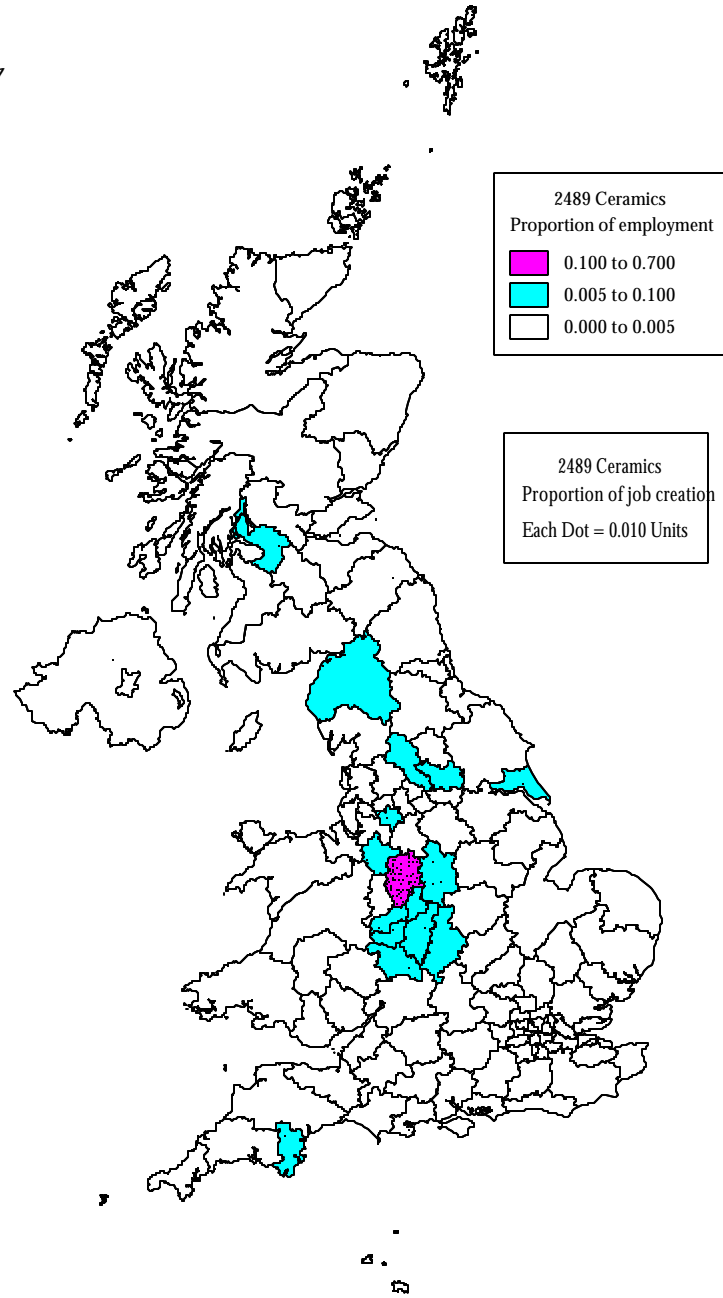 2489 Ceramics
Proportion of employment
0.100 to 0.700
0.005 to 0.100
0.000 to 0.005
2489 Ceramics
Proportion of job creation
Each Dot = 0.010 Units